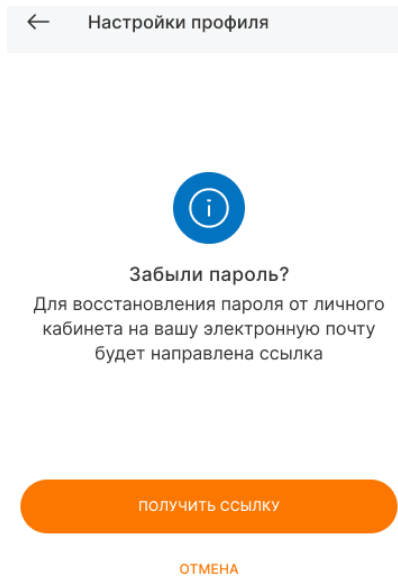 Настройки профиля
Забыли пароль?
Для восстановления пароля от личного
кабинета на вашу электронную почту
будет направлена ссылка
ПОЛУЧИТЬ ССЫЛКУ
ОТМЕНА